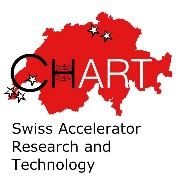 CHART
Swiss Accelerator
Research and
Technology